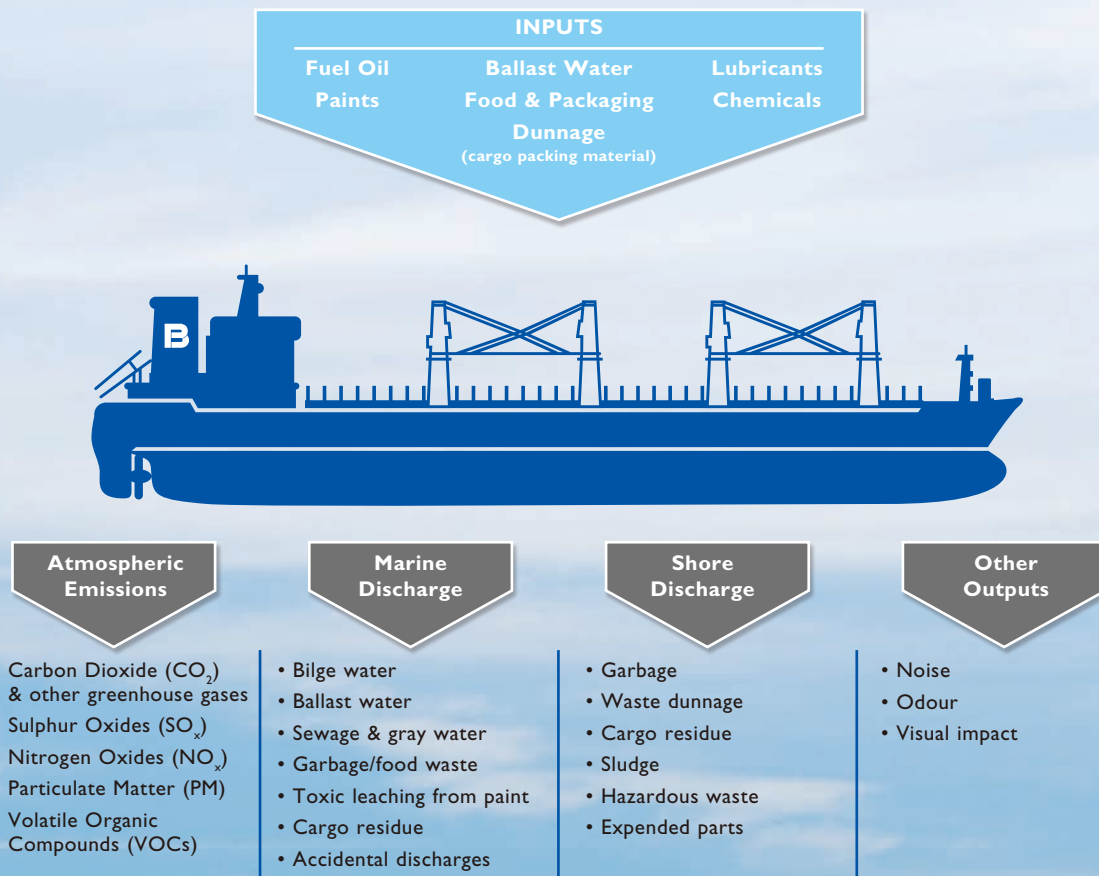 INPUTS
Fuel Oil
Paints
Ballast Water
Food & Packaging
Dunnage
(cargo packing material)
Lubricants
Chemicals
B
Atmospheric
Emissions
Carbon Dioxide (CO₂)
& other greenhouse gases
Sulphur Oxides (SOₓ)
Nitrogen Oxides (NOₓ)
Particulate Matter (PM)
Volatile Organic
Compounds (VOCs)
Marine
Discharge
• Bilge water
• Ballast water
• Sewage & gray water
• Garbage/food waste
• Toxic leaching from paint
• Cargo residue
• Accidental discharges
Shore
Discharge
• Garbage
• Waste dunnage
• Cargo residue
• Sludge
• Hazardous waste
• Expended parts
Other
Outputs
• Noise
• Odour
• Visual impact